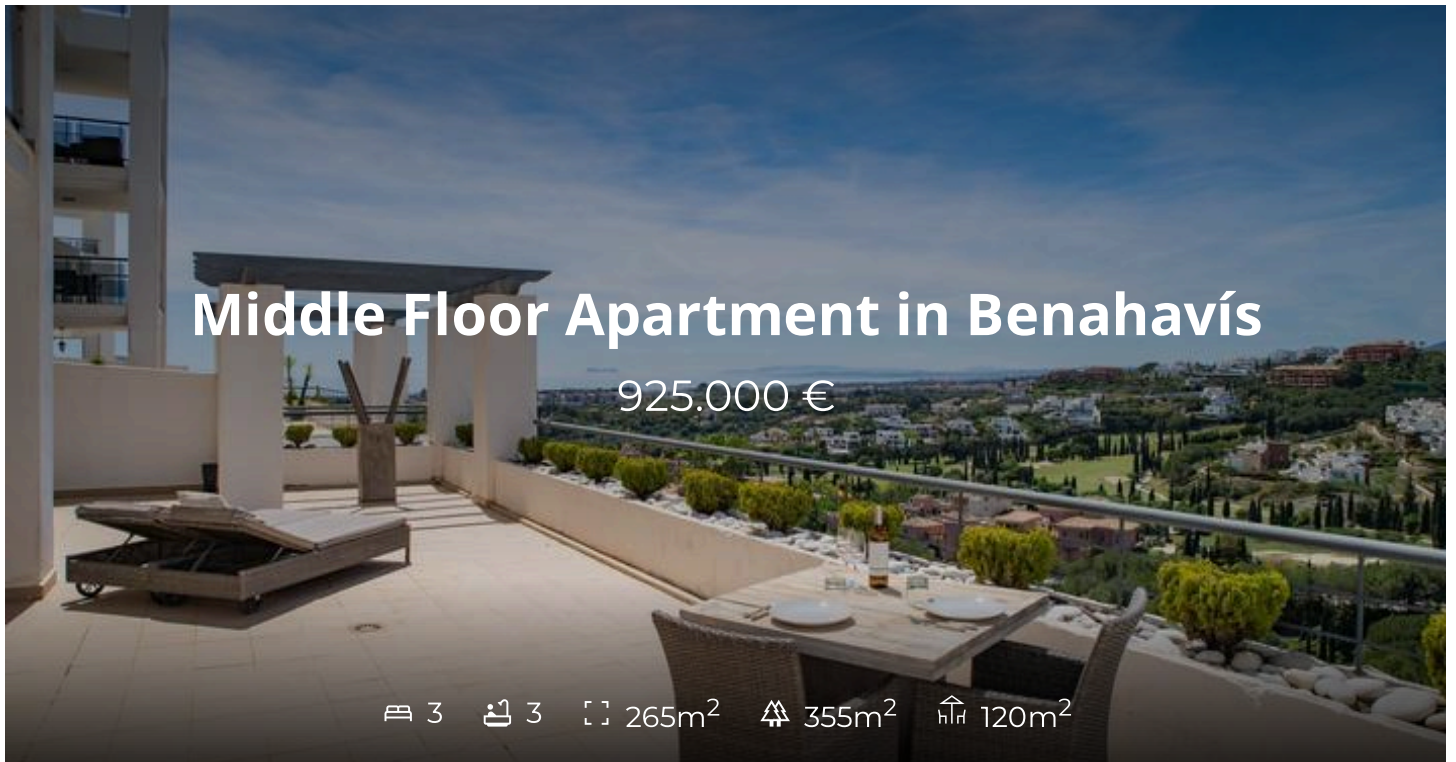 Middle Floor Apartment in Benahavís
925.000 €
3 3 265m² 355m² 120m²